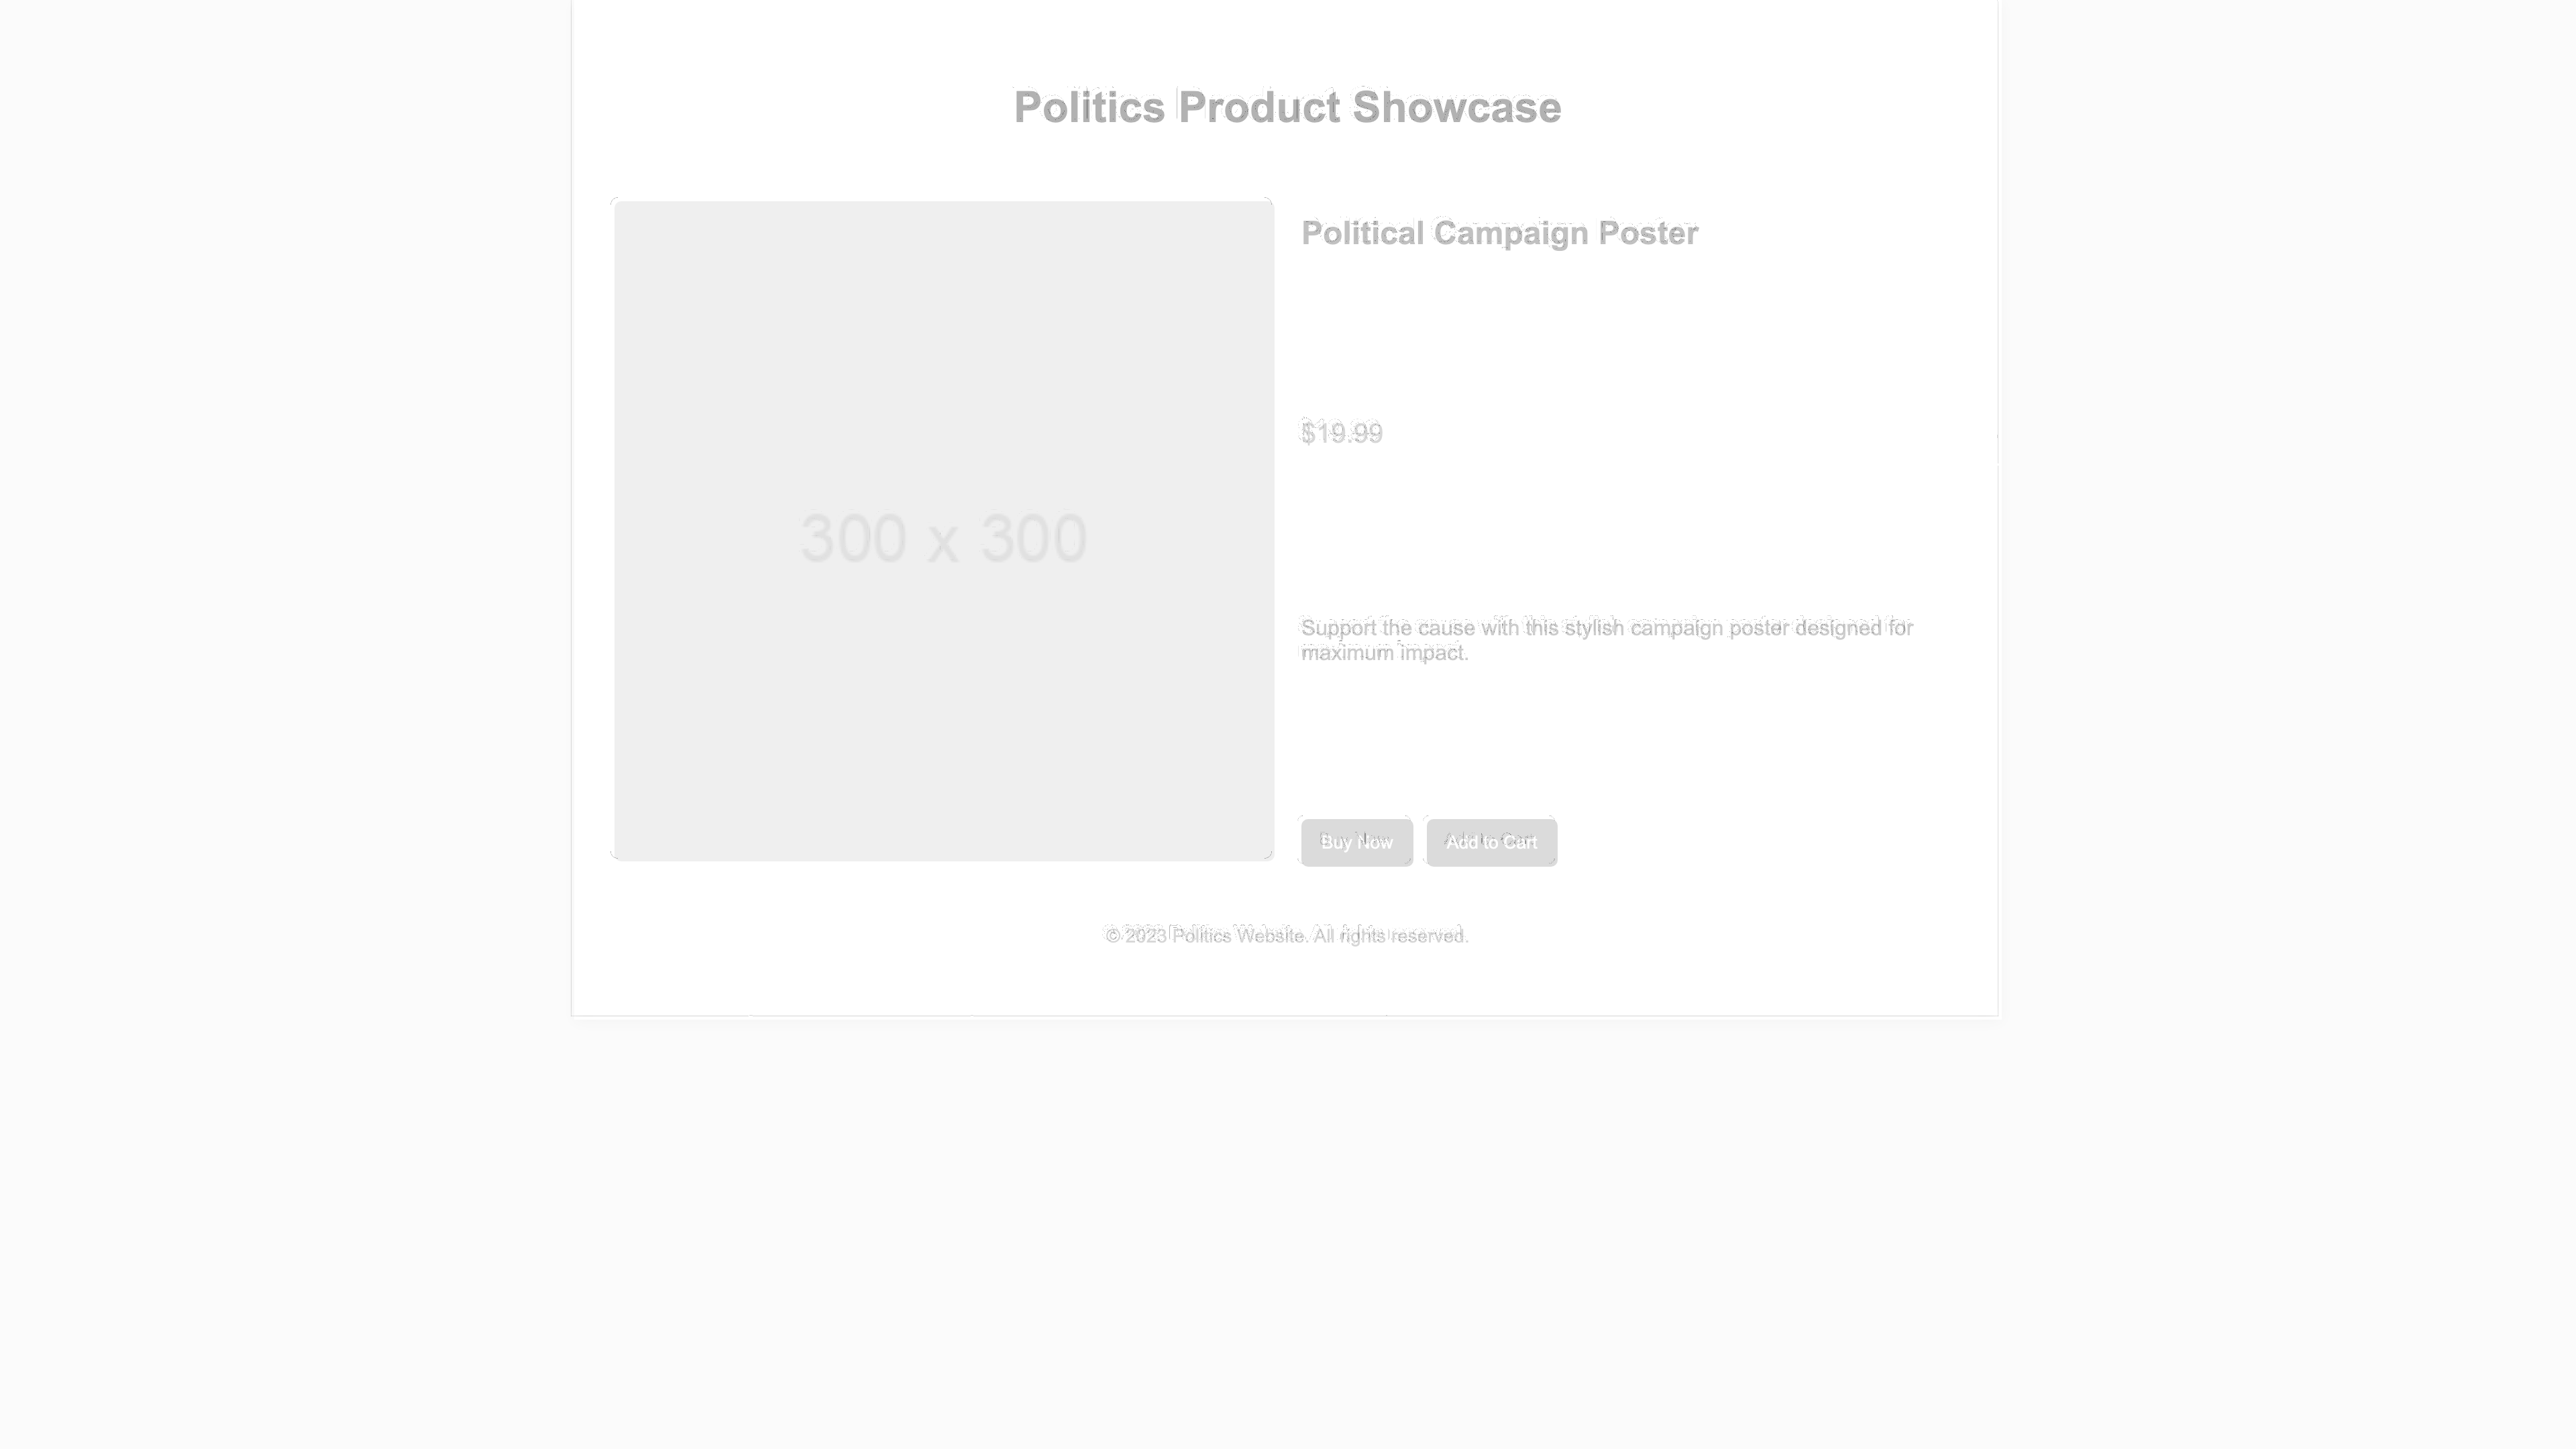 Politics Product Showcase
300 x 300
Political Campaign Poster
$19.99
Support the cause with this stylish campaign poster designed for
maximum impact.
Buy Now
Add to Cart
© 2023 Politics Website. All rights reserved.